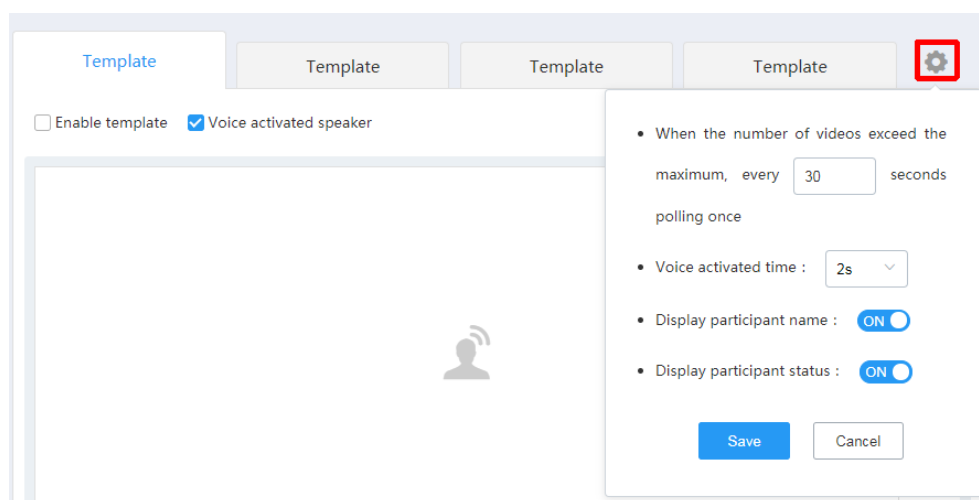 Template Template Template Template
Enable template Voice activated speaker
When the number of videos exceed the
maximum, every 30 seconds
polling once
Voice activated time : 2s
Display participant name : ON
Display participant status : ON
Save Cancel